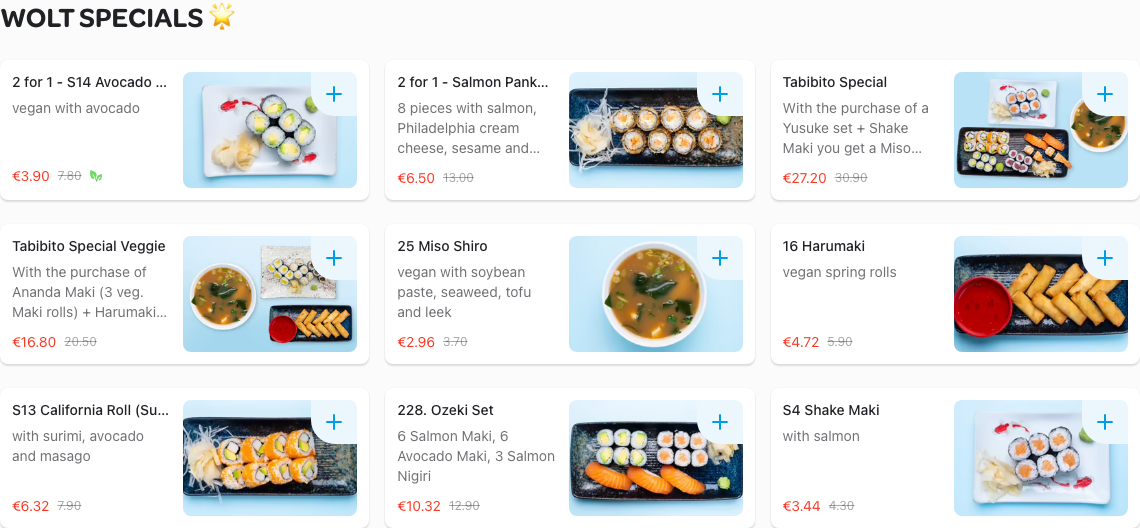 WOLT SPECIALS 🌟
2 for 1 - S14 Avocado ...
vegan with avocado
€3.90 7.80
2 for 1 - Salmon Pank...
8 pieces with salmon,
Philadelphia cream
cheese, sesame and...
€6.50 13.00
Tabibito Special
With the purchase of a
Yusuke set + Shake
Maki you get a Miso...
€27.20 30.90
Tabibito Special Veggie
With the purchase of
Ananda Maki (3 veg.
Maki rolls) + Harumaki...
€16.80 20.50
25 Miso Shiro
vegan with soybean
paste, seaweed, tofu
and leek
€2.96 3.70
16 Harumaki
vegan spring rolls
€4.72 5.90
S13 California Roll (Su...
with surimi, avocado
and masago
€6.32 7.90
228. Ozeki Set
6 Salmon Maki, 6
Avocado Maki, 3 Salmon
Nigiri
€10.32 12.90
S4 Shake Maki
with salmon
€3.44 4.30